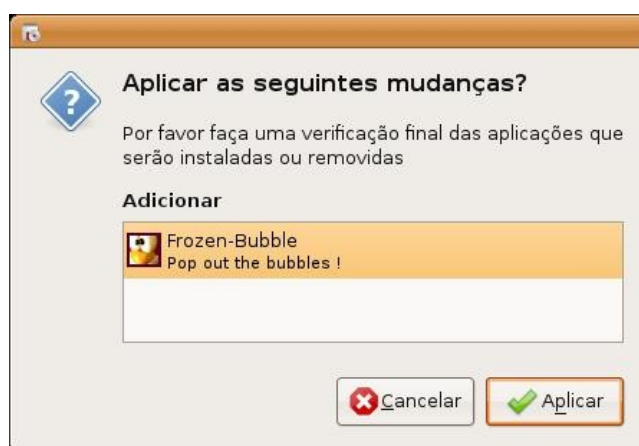 Aplicar as seguintes mudanças?
Por favor faça uma verificação final das aplicações que
serão instaladas ou removidas
Adicionar
Frozen-Bubble
Pop out the bubbles !
Cancelar
Aplicar